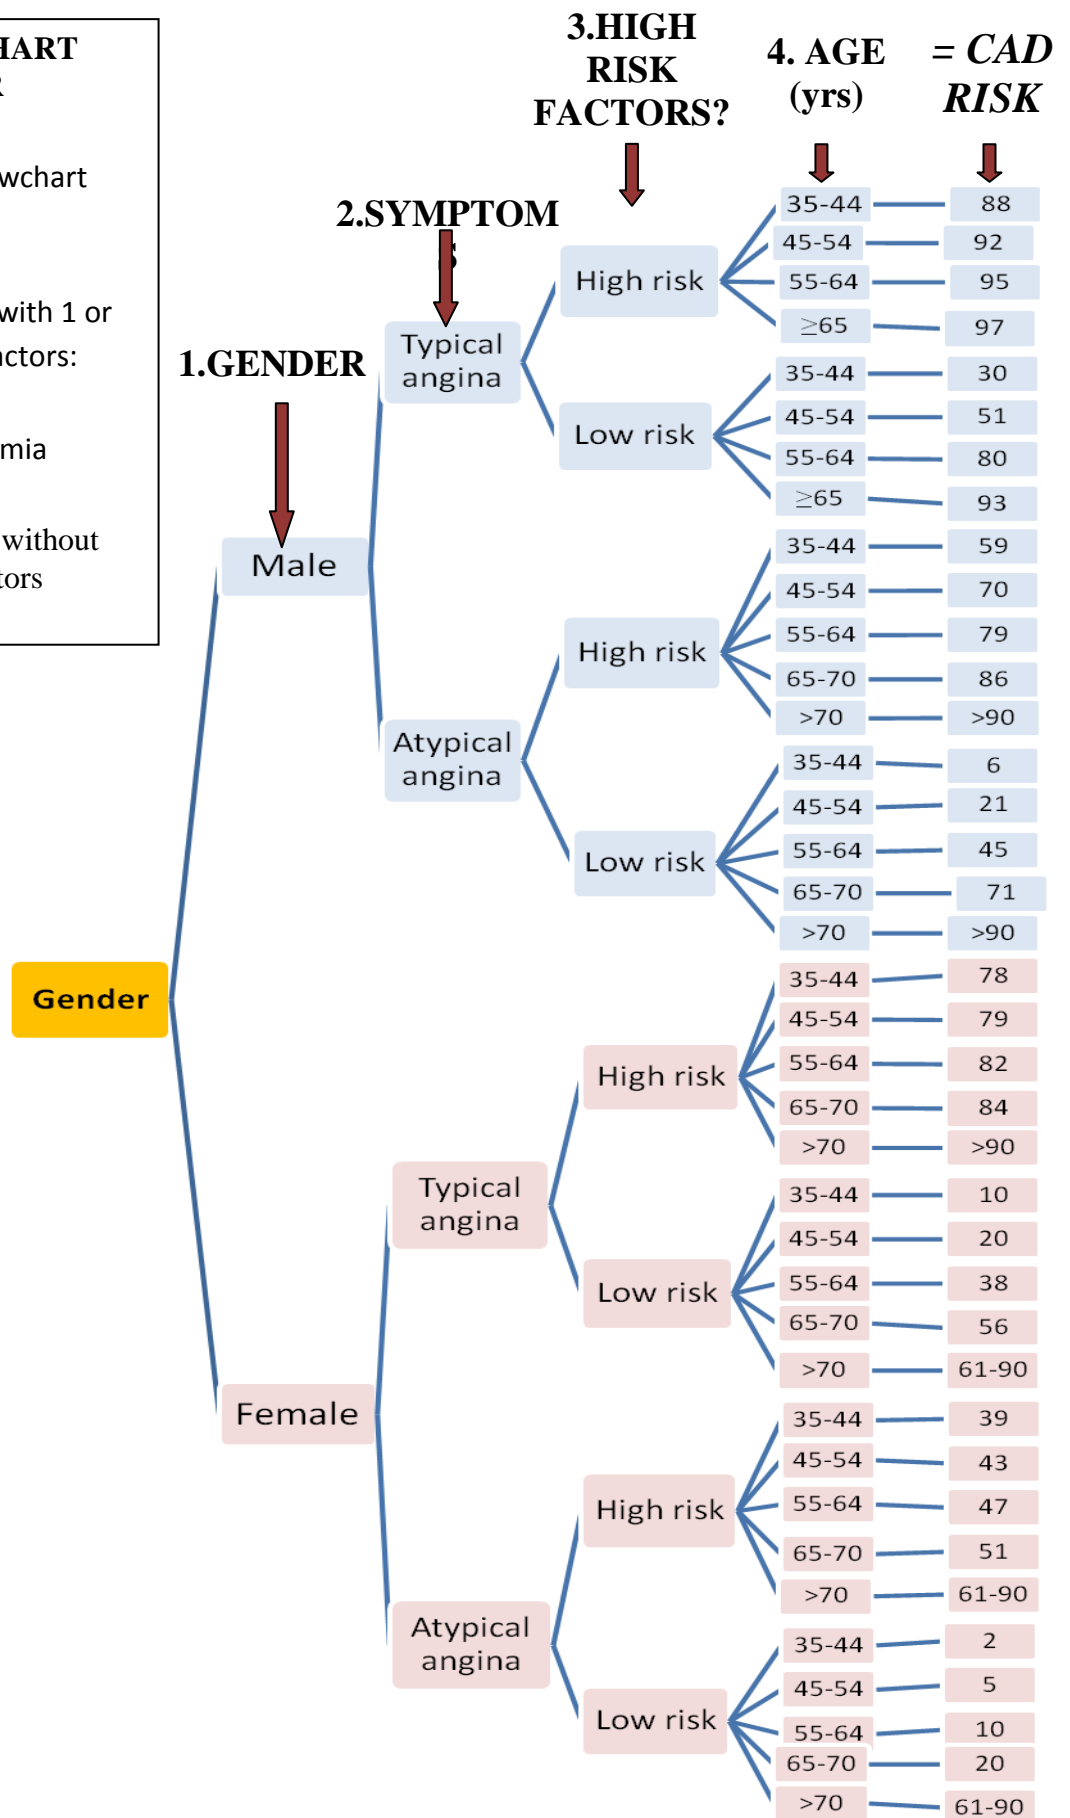 HART
R
wchart
with 1 or
actors:
mia
without
tors
1.GENDER
2.SYMPTOM
S
3.HIGH
RISK
FACTORS?
4. AGE
(yrs)
= CAD
RISK
Gender
Male
Typical
angina
High risk
35-44 88
45-54 92
55-64 95
≥65 97
Low risk
35-44 30
45-54 51
55-64 80
≥65 93
Atypical
angina
High risk
35-44 59
45-54 70
55-64 79
65-70 86
>70 >90
Low risk
35-44 6
45-54 21
55-64 45
65-70 71
>70 >90
Female
Typical
angina
High risk
35-44 78
45-54 79
55-64 82
65-70 84
>70 >90
Low risk
35-44 10
45-54 20
55-64 38
65-70 56
>70 61-90
Atypical
angina
High risk
35-44 39
45-54 43
55-64 47
65-70 51
>70 61-90
Low risk
35-44 2
45-54 5
55-64 10
65-70 20
>70 61-90